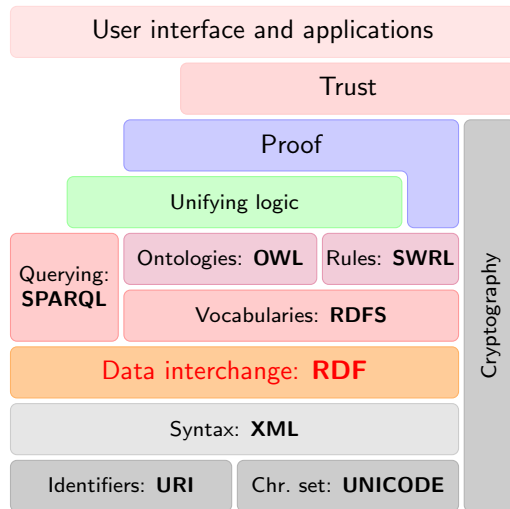 User interface and applications
Trust
Proof
Unifying logic
Querying:
SPARQL
Ontologies: OWL
Rules: SWRL
Vocabularies: RDFS
Cryptography
Data interchange: RDF
Syntax: XML
Identifiers: URI
Chr. set: UNICODE